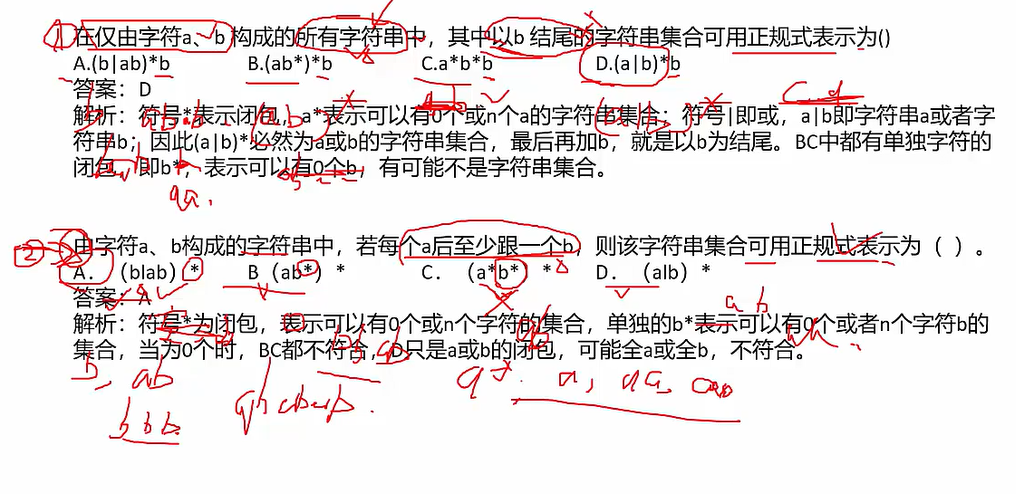 ①在仅由字符a、b构成的所有字符串中，其中以b 结尾的字符串集合可用正规式表示为()
A.(b|ab)*b B.(ab*)*b C.a*b*b D.(a|b)*b
答案：D
解析：符号*表示闭包，a*表示可以有0个或n个a的字符串集合；符号|即或，a|b即字符串a或者字
符串b；因此(a|b)*必然为a或b的字符串集合，最后再加b，就是以b为结尾。BC中都有单独字符的
闭包，即b*，表示可以有0个b，有可能不是字符串集合。
aa.
②由字符a、b构成的字符串中，若每个a后至少跟一个b，则该字符串集合可用正规式表示为（ ）。
A．（blab）* B（ab*）* C．（a*b*）* D．（alb）*
答案：A
a b
解析：符号*为闭包，表示可以有0个或n个字符的集合，单独的b*表示可以有0个或者n个字符b的
集合，当为0个时，BC都不符合，D只是a或b的闭包，可能全a或全b，不符合。
b, ab
a, aa,
bbb